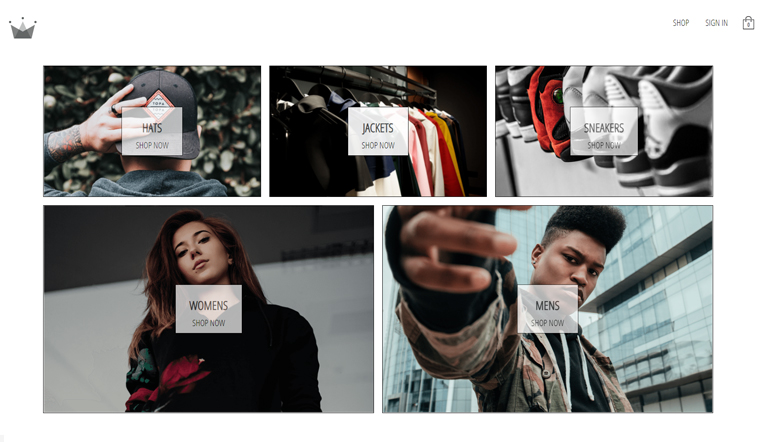 SHOP
SIGN IN
0
HATS
SHOP NOW
JACKETS
SHOP NOW
SNEAKERS
SHOP NOW
WOMENS
SHOP NOW
MENS
SHOP NOW